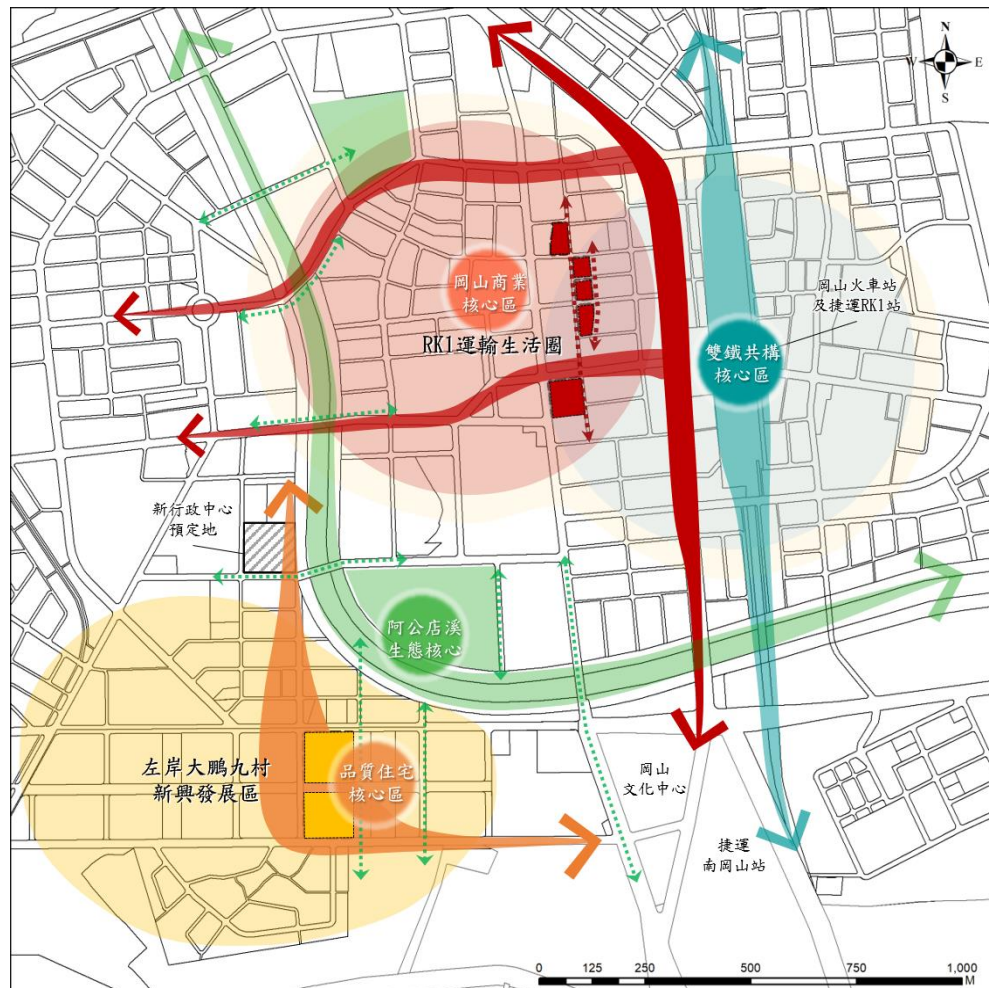 N
W
E
S
岡山商業
核心區
RK1運輸生活圈
岡山火車站
及捷運RK1站
雙鐵共構
核心區
新行政中心
預定地
阿公店溪
生態核心
左岸大鵬九村
新興發展區
品質住宅
核心區
岡山
文化中心
捷運
南岡山站
0 125 250 500 750 1,000
M